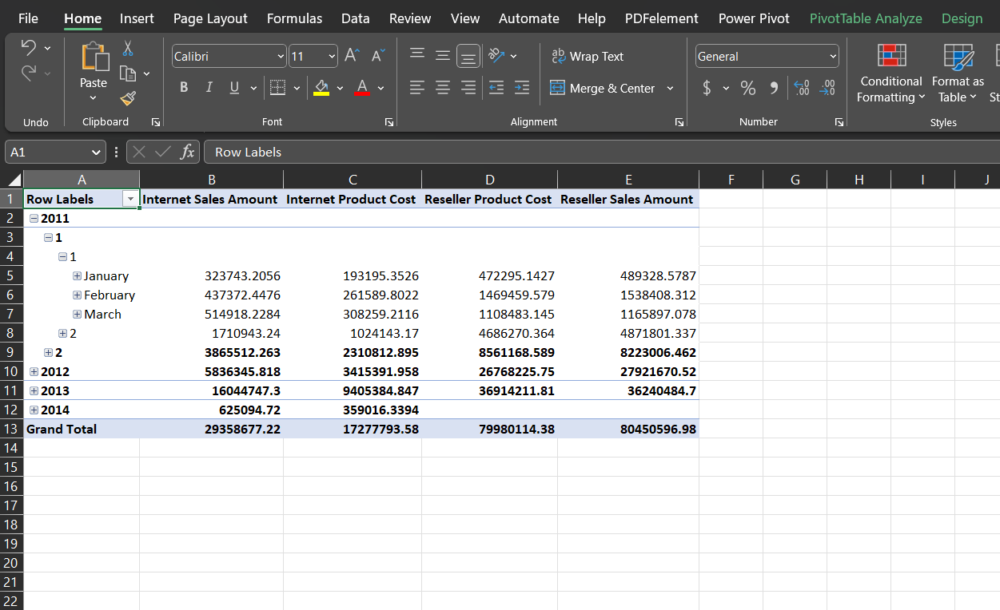 File Home Insert Page Layout Formulas Data Review View Automate Help PDFelement Power Pivot PivotTable Analyze Design
Calibri 11 A A ab Wrap Text General
Paste Conditional Format as
B I U A Merge & Center $ % 9 .00 .00 Formatting Table
Undo Clipboard Font Alignment Number Styles
A1 fx Row Labels
A B C D E F G H I J
1 Row Labels Internet Sales Amount Internet Product Cost Reseller Product Cost Reseller Sales Amount
2 2011
3 1
4 1
5 January 323743.2056 193195.3526 472295.1427 489328.5787
6 February 437372.4476 261589.8022 1469459.579 1538408.312
7 March 514918.2284 308259.2116 1108483.145 1165897.078
8 2 1710943.24 1024143.17 4686270.364 4871801.337
9 2 3865512.263 2310812.895 8561168.589 8223006.462
10 2012 5836345.818 3415391.958 26768225.75 27921670.52
11 2013 16044747.3 9405384.847 36914211.81 36240484.7
12 2014 625094.72 359016.3394
13 Grand Total 29358677.22 17277793.58 79980114.38 80450596.98
14
15
16
17
18
19
20
21
22